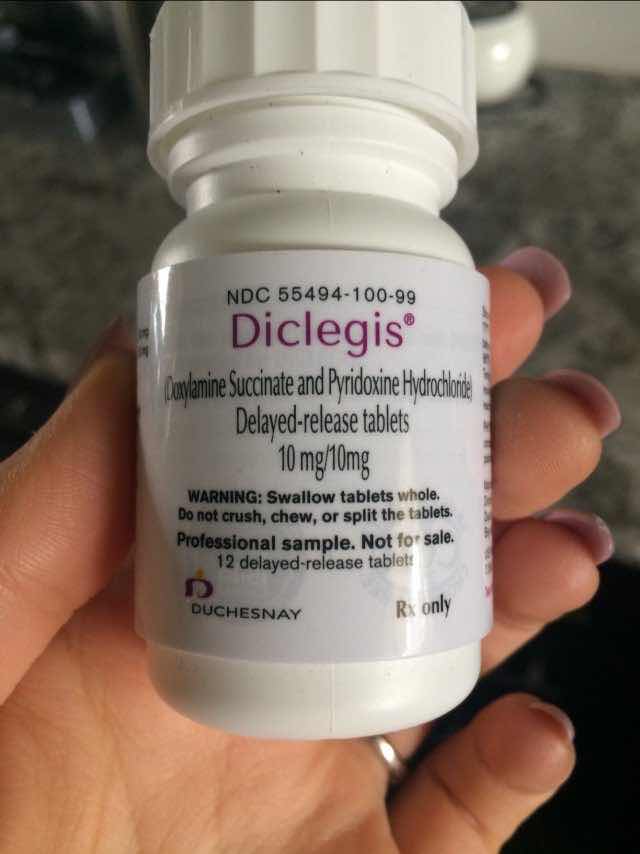 NDC 55494-100-99
Diclegis®
(Doxylamine Succinate and Pyridoxine Hydrochloride)
Delayed-release tablets
10 mg/10mg
WARNING: Swallow tablets whole.
Do not crush, chew, or split the tablets.
Professional sample. Not for sale.
12 delayed-release tablets
DUCHESNAY
Rx only